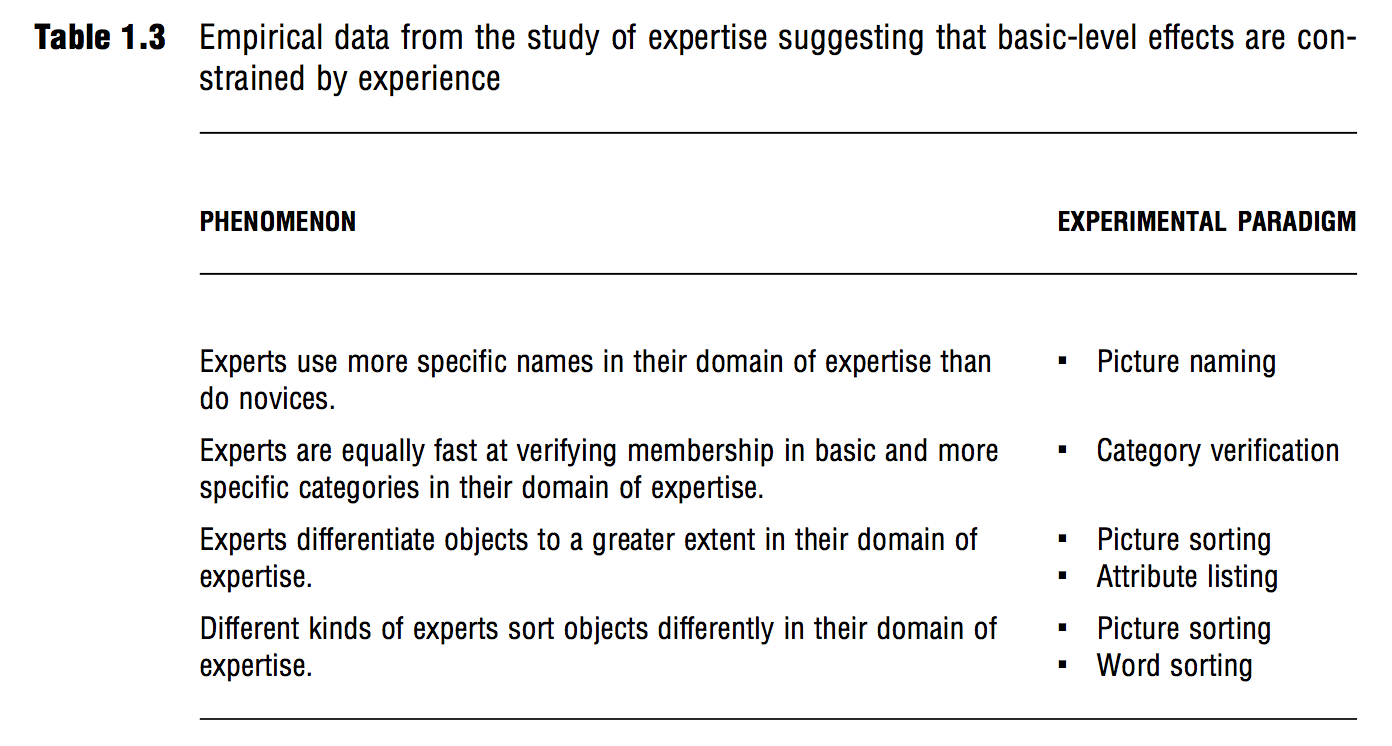 Table 1.3 Empirical data from the study of expertise suggesting that basic-level effects are con-
strained by experience
PHENOMENON EXPERIMENTAL PARADIGM
Experts use more specific names in their domain of expertise than ▪ Picture naming
do novices.
Experts are equally fast at verifying membership in basic and more ▪ Category verification
specific categories in their domain of expertise.
Experts differentiate objects to a greater extent in their domain of ▪ Picture sorting
expertise. ▪ Attribute listing
Different kinds of experts sort objects differently in their domain of ▪ Picture sorting
expertise. ▪ Word sorting